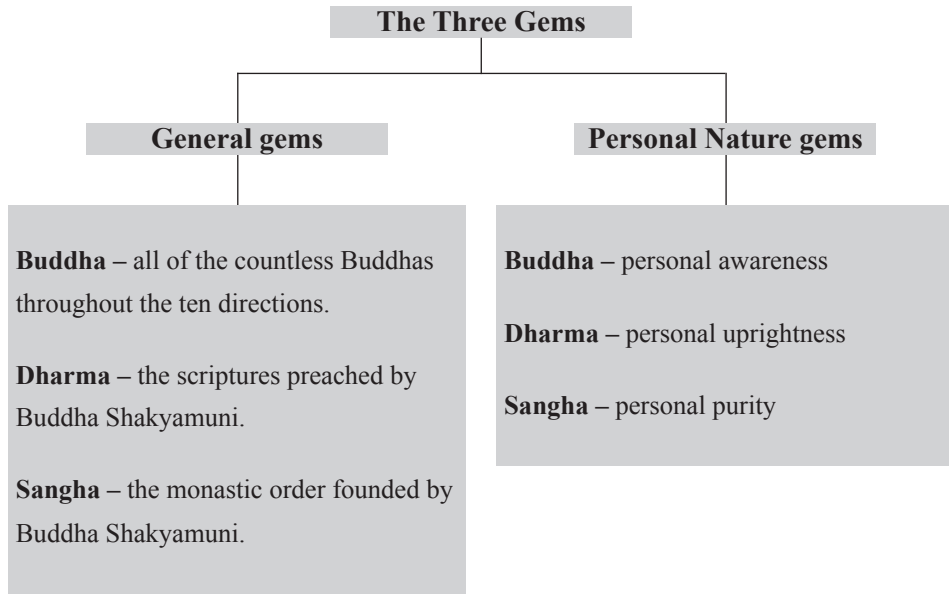 The Three Gems
General gems
Buddha – all of the countless Buddhas
throughout the ten directions.
Dharma – the scriptures preached by
Buddha Shakyamuni.
Sangha – the monastic order founded by
Buddha Shakyamuni.
Personal Nature gems
Buddha – personal awareness
Dharma – personal uprightness
Sangha – personal purity